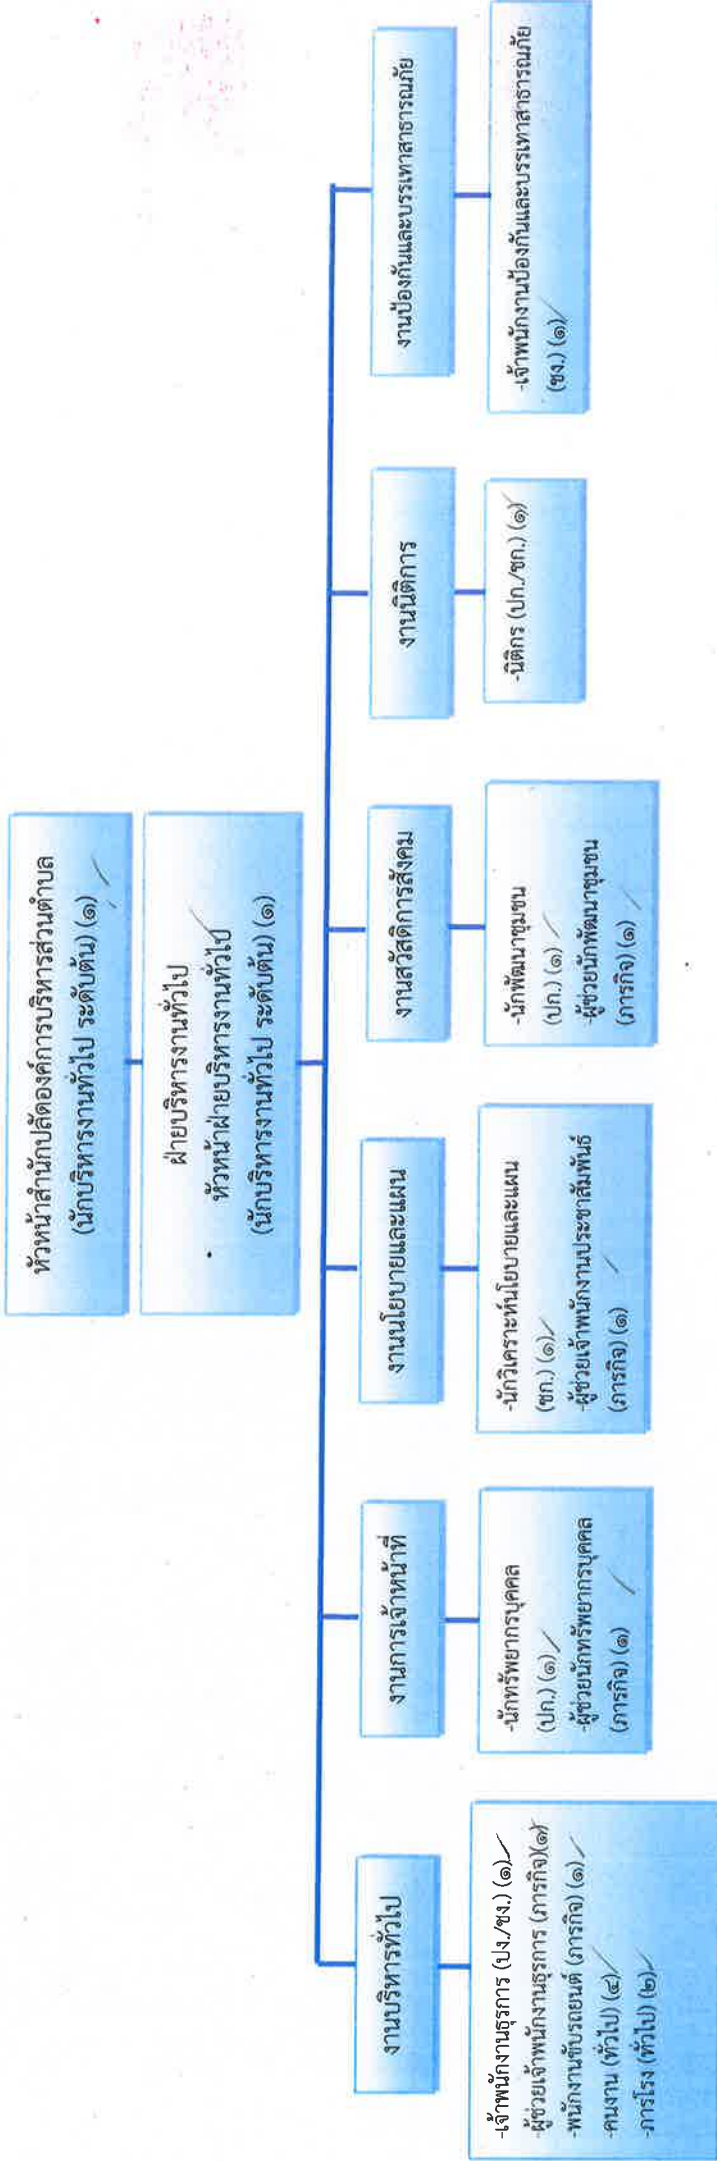 หัวหน้าสำนักปลัดองค์การบริหารส่วนตำบล
(นักบริหารงานทั่วไป ระดับต้น) (๑)
ฝ่ายบริหารงานทั่วไป
หัวหน้าฝ่ายบริหารงานทั่วไป
(นักบริหารงานทั่วไป ระดับต้น) (๑)
งานบริหารทั่วไป
-เจ้าพนักงานธุรการ (ปง./ชง.) (๑)
-ผู้ช่วยเจ้าพนักงานธุรการ (ภารกิจ)(๑)
-พนักงานขับรถยนต์ (ภารกิจ) (๑)
-คนงาน (ทั่วไป) (๔)
-ภารโรง (ทั่วไป) (๒)
งานการเจ้าหน้าที่
-นักทรัพยากรบุคคล
(ปก.) (๑)
-ผู้ช่วยนักทรัพยากรบุคคล
(ภารกิจ) (๑)
งานนโยบายและแผน
-นักวิเคราะห์นโยบายและแผน
(ชก.) (๑)
-ผู้ช่วยเจ้าพนักงานประชาสัมพันธ์
(ภารกิจ) (๑)
งานสวัสดิการสังคม
-นักพัฒนาชุมชน
(ปก.) (๑)
-ผู้ช่วยนักพัฒนาชุมชน
(ภารกิจ) (๑)
งานนิติการ
-นิติกร (ปก./ชก.) (๑)
งานป้องกันและบรรเทาสาธารณภัย
-เจ้าพนักงานป้องกันและบรรเทาสาธารณภัย
(ชง.) (๑)